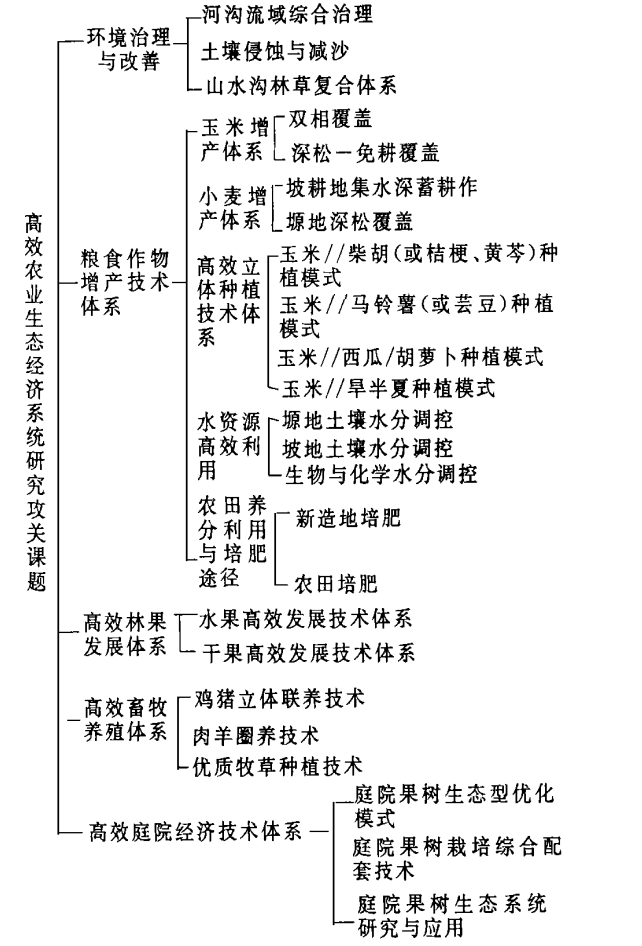 高效农业生态经济系统研究攻关课题
环境治理
与改善
河沟流域综合治理
土壤侵蚀与减沙
山水沟林草复合体系
粮食作物
增产技术
体系
玉米增
产体系
双相覆盖
深松－免耕覆盖
小麦增
产体系
坡耕地集水深蓄耕作
塬地深松覆盖
高效立
体种植
技术体
系
玉米//柴胡(或桔梗、黄芩)种
植模式
玉米//马铃薯(或芸豆)种植
模式
玉米//西瓜/胡萝卜种植模式
玉米//旱半夏种植模式
水资源
高效利
用
塬地土壤水分调控
坡地土壤水分调控
生物与化学水分调控
农田养
分利用
与培肥
途径
新造地培肥
农田培肥
高效林果
发展体系
水果高效发展技术体系
干果高效发展技术体系
高效畜牧
养殖体系
鸡猪立体联养技术
肉羊圈养技术
优质牧草种植技术
高效庭院经济技术体系
庭院果树生态型优化
模式
庭院果树栽培综合配
套技术
庭院果树生态系统
研究与应用